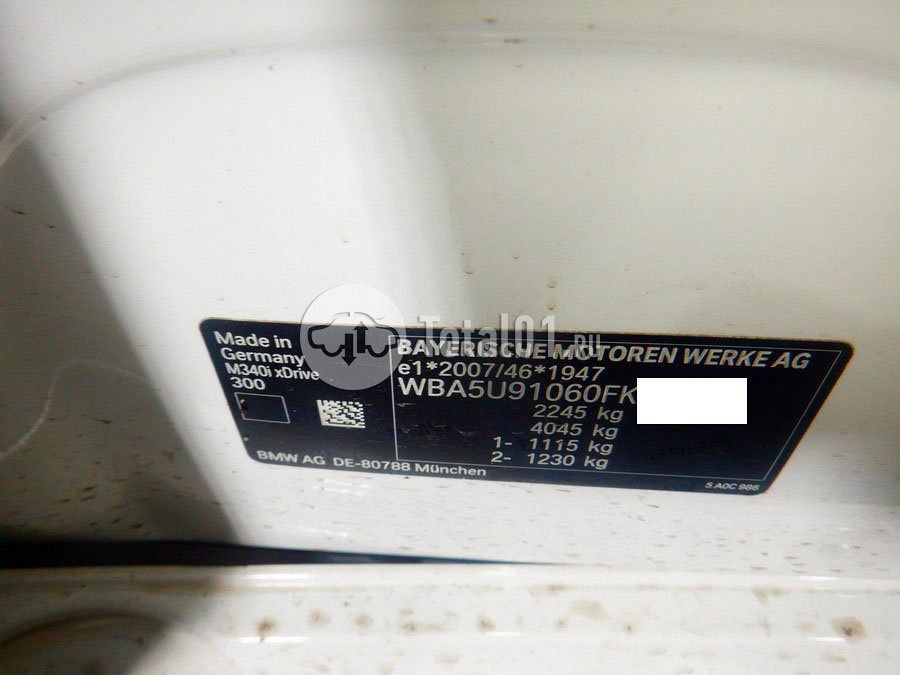 Made in
Germany
M340i xDrive
300
BMW AG DE-80788 München
Total01.ru
BAYERISCHE MOTOREN WERKE AG
e1*2007/46*1947
WBA5U91060FK
2245 kg
4045 kg
1- 1115 kg
2- 1230 kg
5 A0C 986